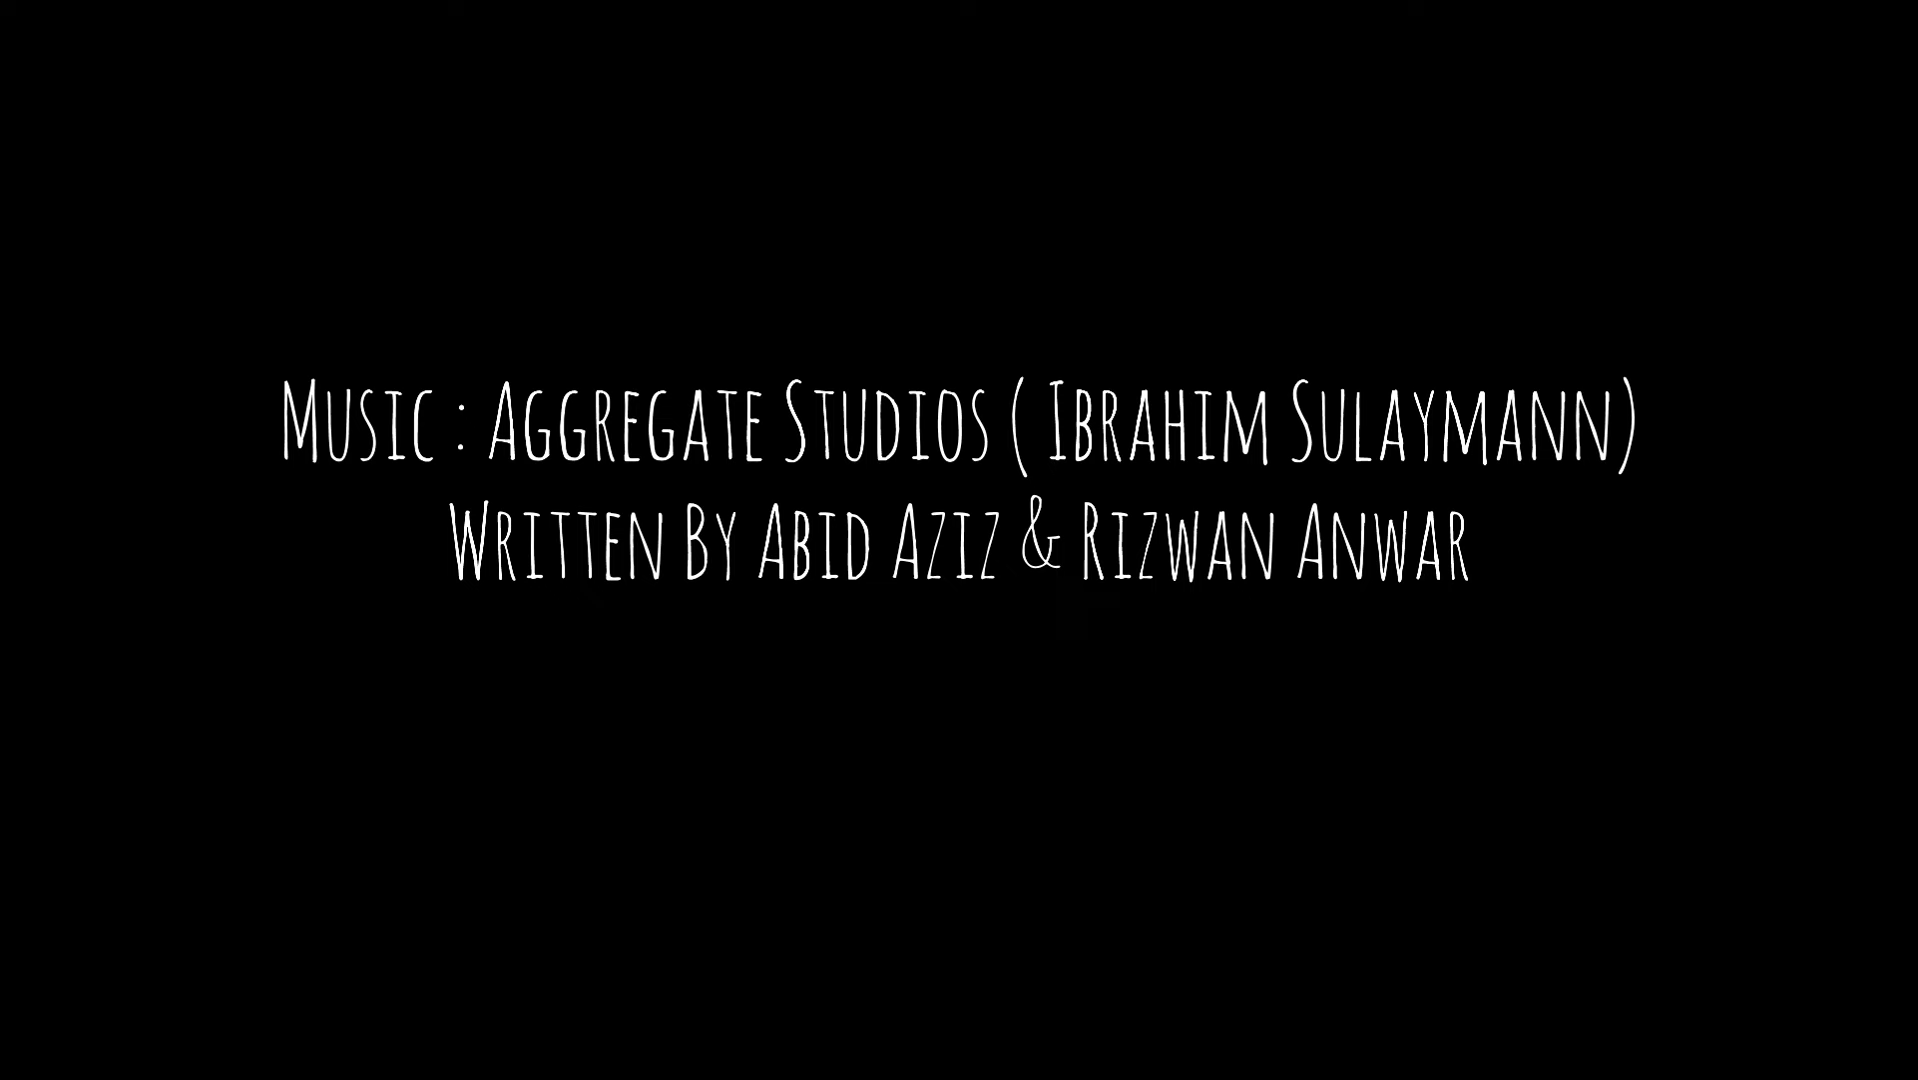 Music : Aggregate Studios ( Ibrahim Sulaymann)
Written By Abid Aziz & Rizwan Anwar